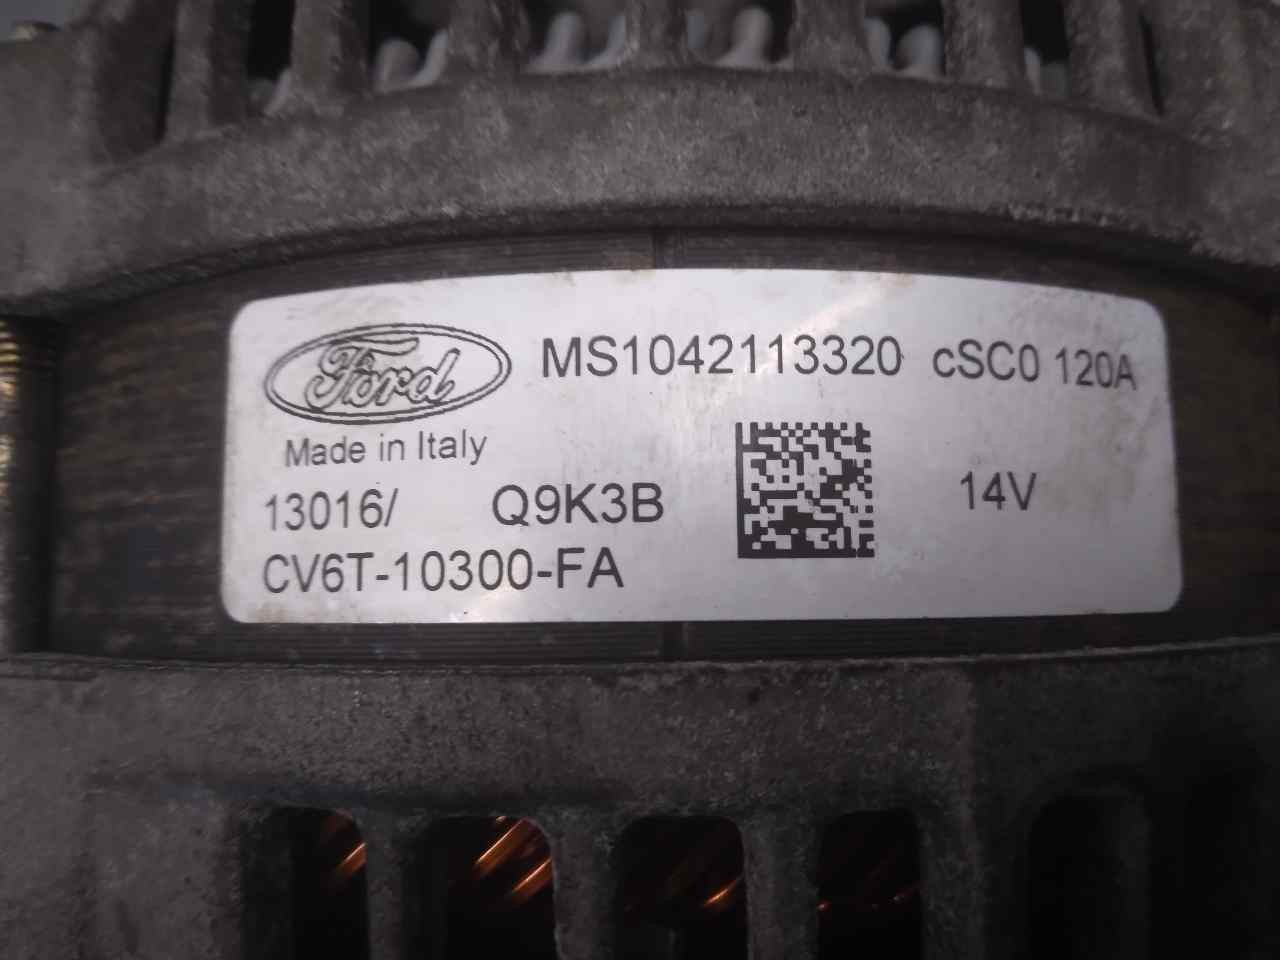 Ford MS1042113320 cSC0 120A
Made in Italy
13016/ Q9K3B 14V
CV6T-10300-FA